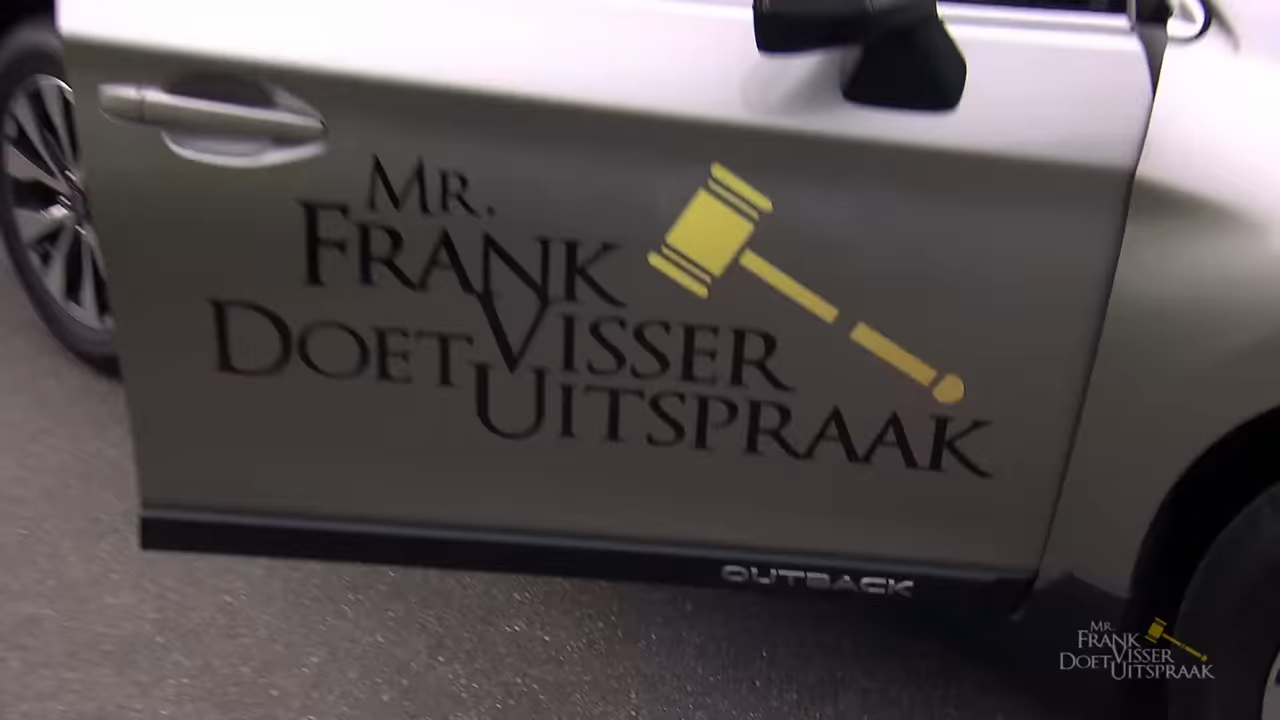 MR.
FRANK
VISSER
DOET
UITSPRAAK
OUTBACK
MR.
FRANK
VISSER
DOET
UITSPRAAK